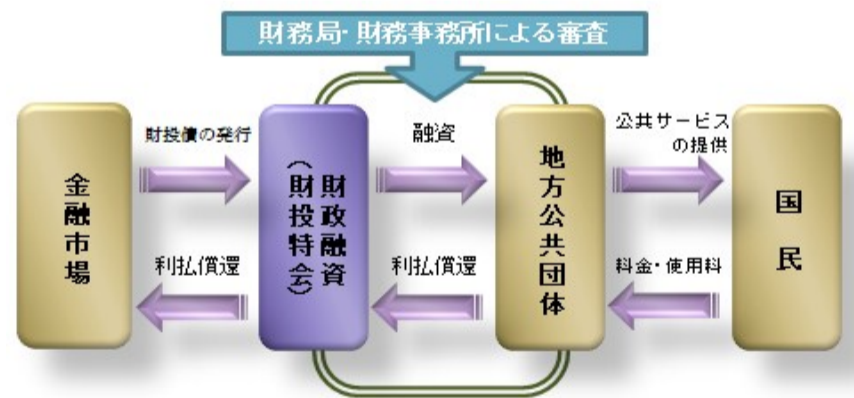 財務局・財務事務所による審査
金融市場
財投債の発行
利払償還
財政融資
(財投特会)
融資
利払償還
地方公共団体
公共サービス
の提供
料金・使用料
国民